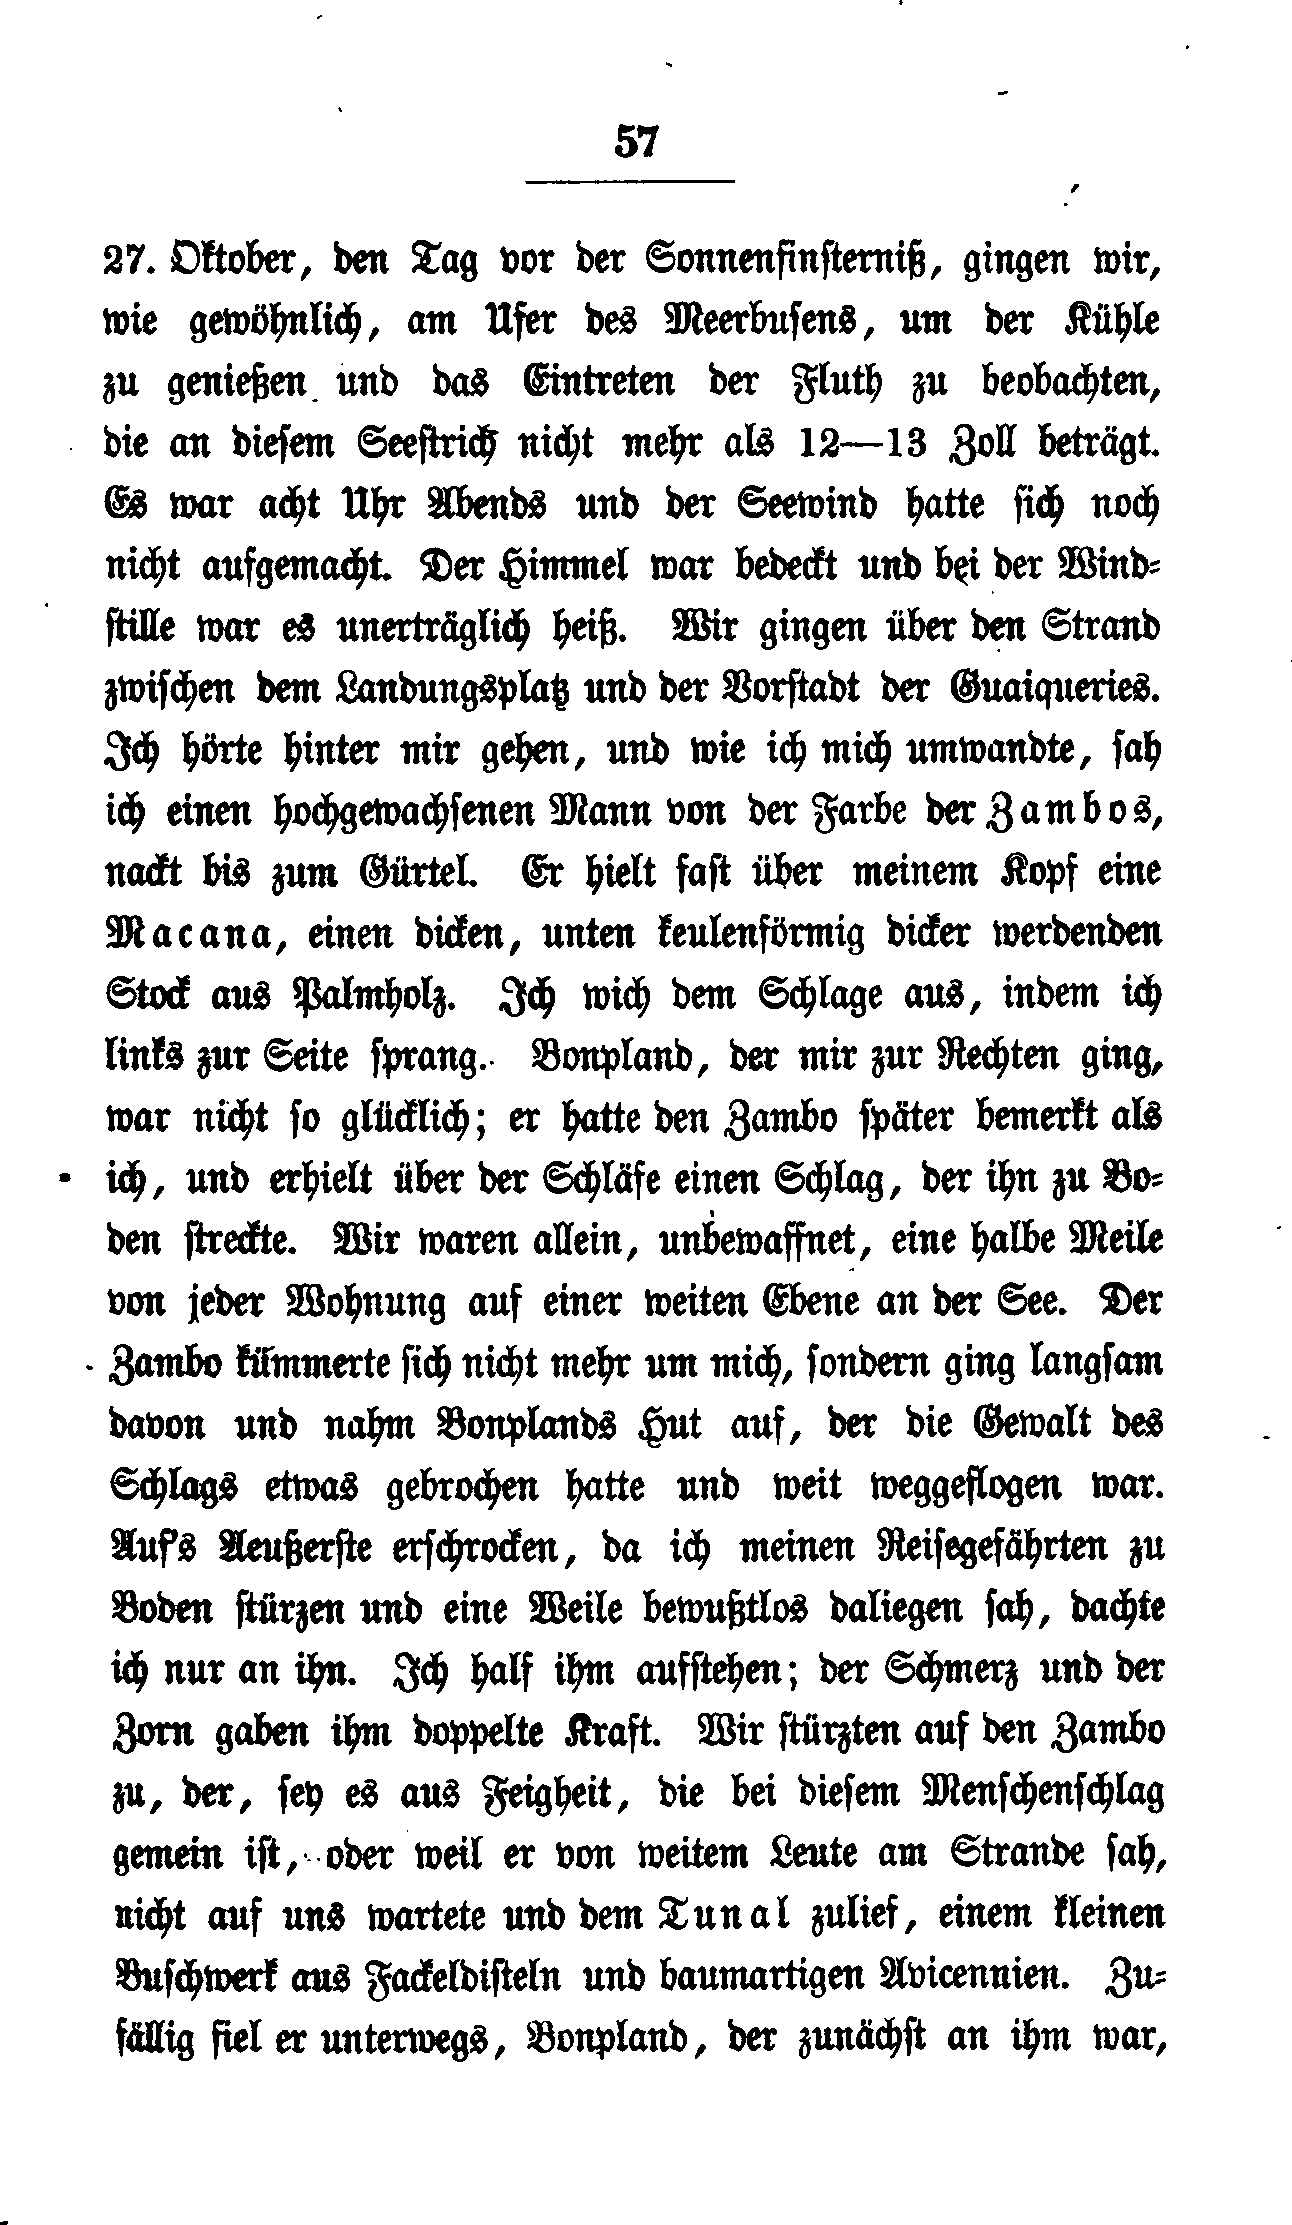 57
27. Oktober, den Tag vor der Sonnenfinsterniß, gingen wir,
wie gewöhnlich, am Ufer des Meerbusens, um der Kühle
zu genießen und das Eintreten der Fluth zu beobachten,
die an diesem Seestrich nicht mehr als 12—13 Zoll beträgt.
Es war acht Uhr Abends und der Seewind hatte sich noch
nicht aufgemacht. Der Himmel war bedeckt und bei der Wind-
stille war es unerträglich heiß. Wir gingen über den Strand
zwischen dem Landungsplatz und der Vorstadt der Guaiqueries.
Ich hörte hinter mir gehen, und wie ich mich umwandte, sah
ich einen hochgewachsenen Mann von der Farbe der Zambos,
nackt bis zum Gürtel. Er hielt fast über meinem Kopf eine
Macana, einen dicken, unten keulenförmig dicker werdenden
Stock aus Palmholz. Ich wich dem Schlage aus, indem ich
links zur Seite sprang. Bonpland, der mir zur Rechten ging,
war nicht so glücklich; er hatte den Zambo später bemerkt als
ich, und erhielt über der Schläfe einen Schlag, der ihn zu Bo-
den streckte. Wir waren allein, unbewaffnet, eine halbe Meile
von jeder Wohnung auf einer weiten Ebene an der See. Der
Zambo kümmerte sich nicht mehr um mich, sondern ging langsam
davon und nahm Bonplands Hut auf, der die Gewalt des
Schlags etwas gebrochen hatte und weit weggeflogen war.
Auf's Aeußerste erschrocken, da ich meinen Reisegefährten zu
Boden stürzen und eine Weile bewußtlos daliegen sah, dachte
ich nur an ihn. Ich half ihm aufstehen; der Schmerz und der
Zorn gaben ihm doppelte Kraft. Wir stürzten auf den Zambo
zu, der, sey es aus Feigheit, die bei diesem Menschenschlag
gemein ist, oder weil er von weitem Leute am Strande sah,
nicht auf uns wartete und dem Tunal zulief, einem kleinen
Buschwerk aus Fackeldisteln und baumartigen Avicennien. Zu-
fällig fiel er unterwegs, Bonpland, der zunächst an ihm war,